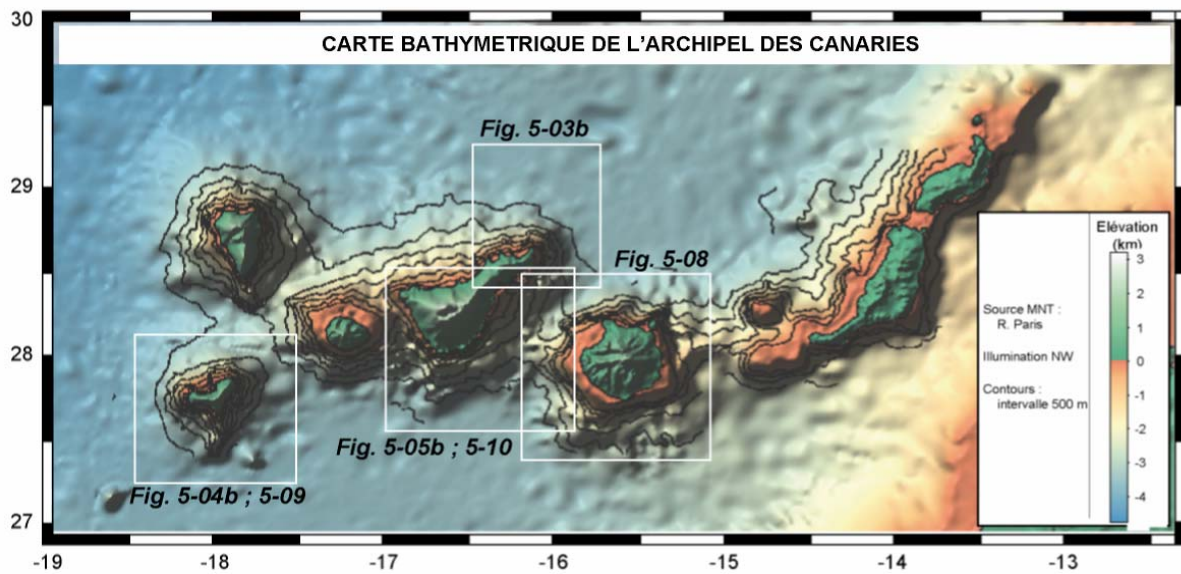 CARTE BATHYMETRIQUE DE L'ARCHIPEL DES CANARIES
30
29
28
27
Fig. 5-03b
Fig. 5-08
Fig. 5-05b ; 5-10
Fig. 5-04b ; 5-09
Elévation
(km)
3
2
1
0
-1
-2
-3
-4
Source MNT :
R. Paris
Illumination NW
Contours :
intervalle 500 m
-19
-18
-17
-16
-15
-14
-13